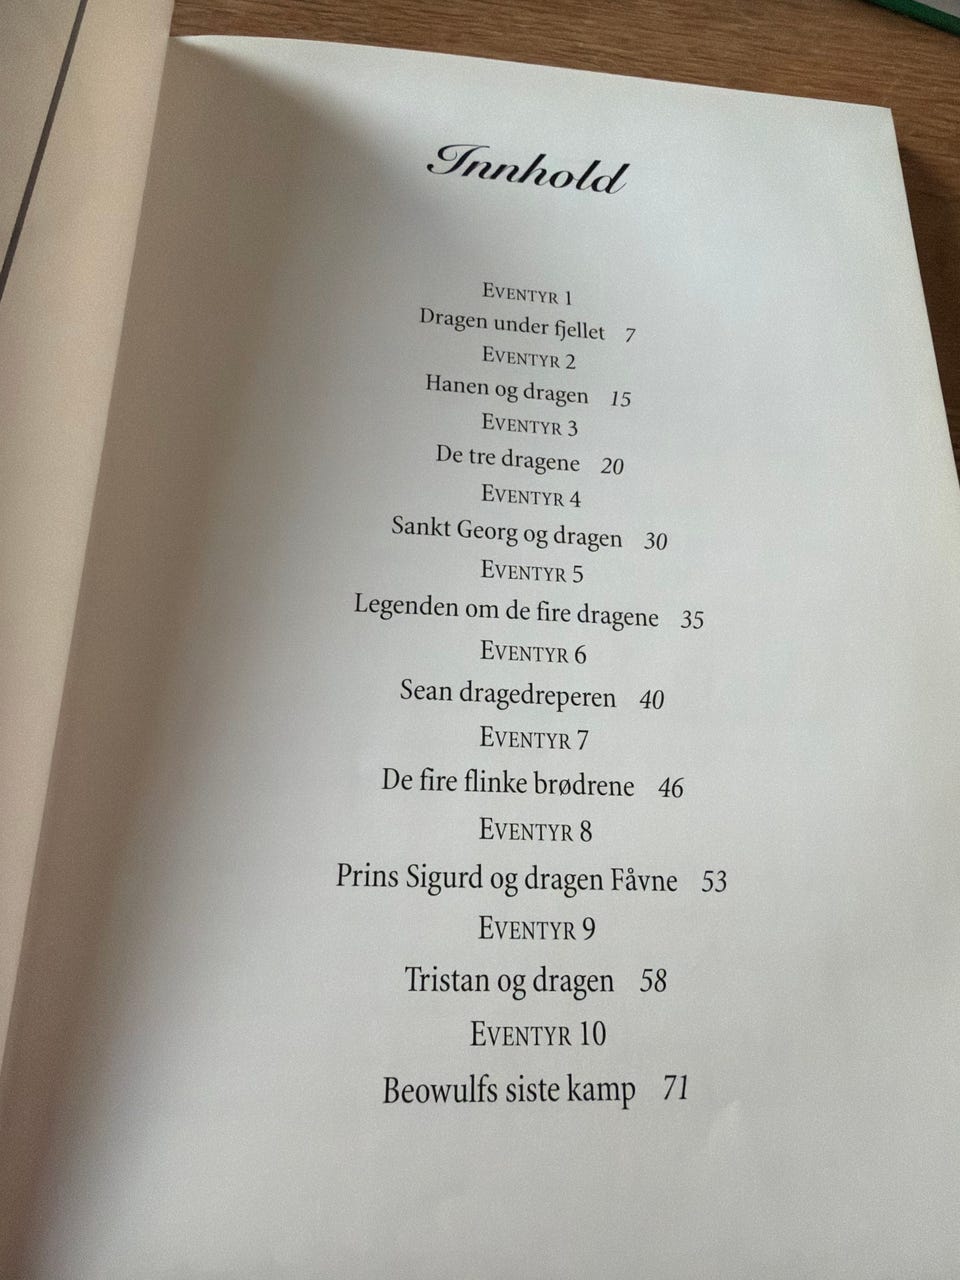 Innhold
EVENTYR 1
Dragen under fjellet 7
EVENTYR 2
Hanen og dragen 15
EVENTYR 3
De tre dragene 20
EVENTYR 4
Sankt Georg og dragen 30
EVENTYR 5
Legenden om de fire dragene 35
EVENTYR 6
Sean dragedreperen 40
EVENTYR 7
De fire flinke brødrene 46
EVENTYR 8
Prins Sigurd og dragen Fåvne 53
EVENTYR 9
Tristan og dragen 58
EVENTYR 10
Beowulfs siste kamp 71